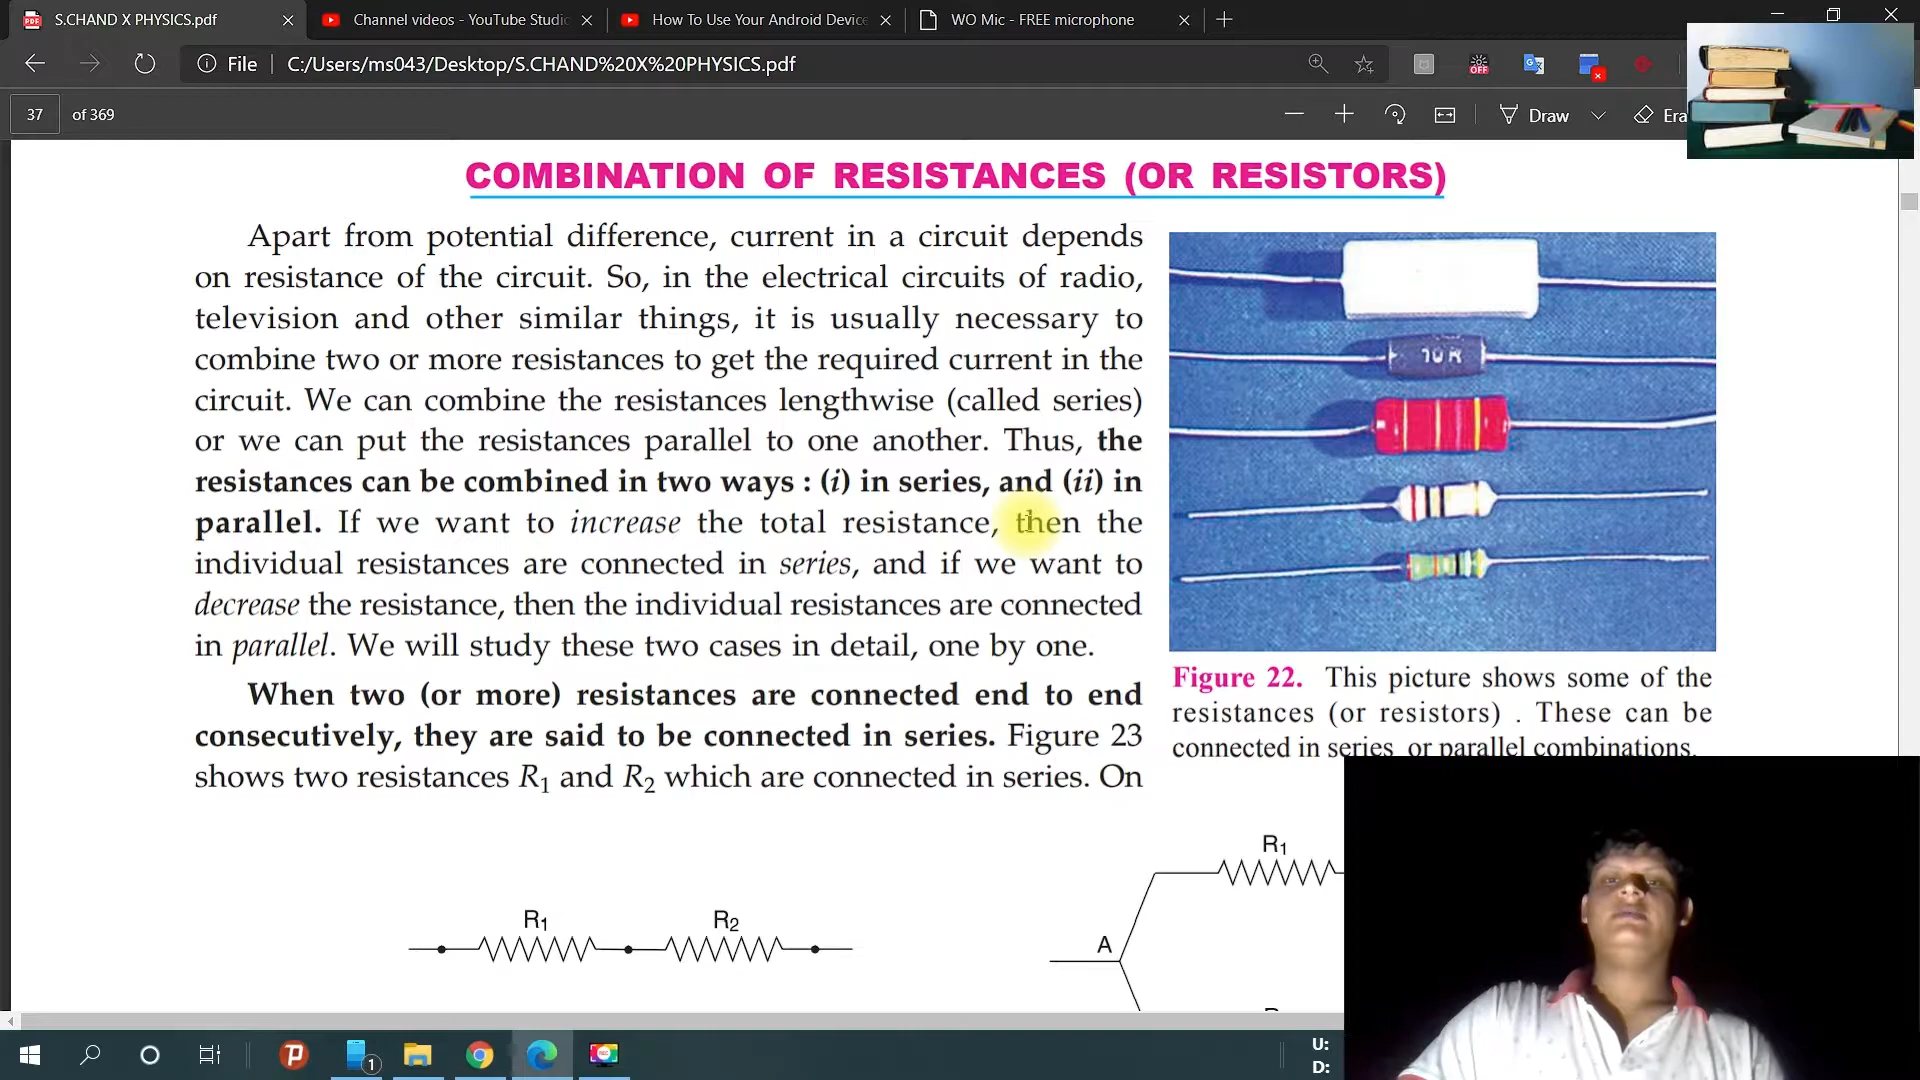 S.CHAND X PHYSICS.pdf
Channel videos - YouTube Studi
How To Use Your Android Device
WO Mic - FREE microphone
File
C:/Users/ms043/Desktop/S.CHAND%20X%20PHYSICS.pdf
OFF
37 of 369
Draw
Era
COMBINATION OF RESISTANCES (OR RESISTORS)
Apart from potential difference, current in a circuit depends
on resistance of the circuit. So, in the electrical circuits of radio,
television and other similar things, it is usually necessary to
combine two or more resistances to get the required current in the
circuit. We can combine the resistances lengthwise (called series)
or we can put the resistances parallel to one another. Thus, the
resistances can be combined in two ways : (i) in series, and (ii) in
parallel. If we want to increase the total resistance, then the
individual resistances are connected in series, and if we want to
decrease the resistance, then the individual resistances are connected
in parallel. We will study these two cases in detail, one by one.
When two (or more) resistances are connected end to end
consecutively, they are said to be connected in series. Figure 23
shows two resistances R1 and R2 which are connected in series. On
10R
Figure 22. This picture shows some of the
resistances (or resistors) . These can be
connected in series or parallel combinations.
R1
R2
R1
A
1
U:
D: